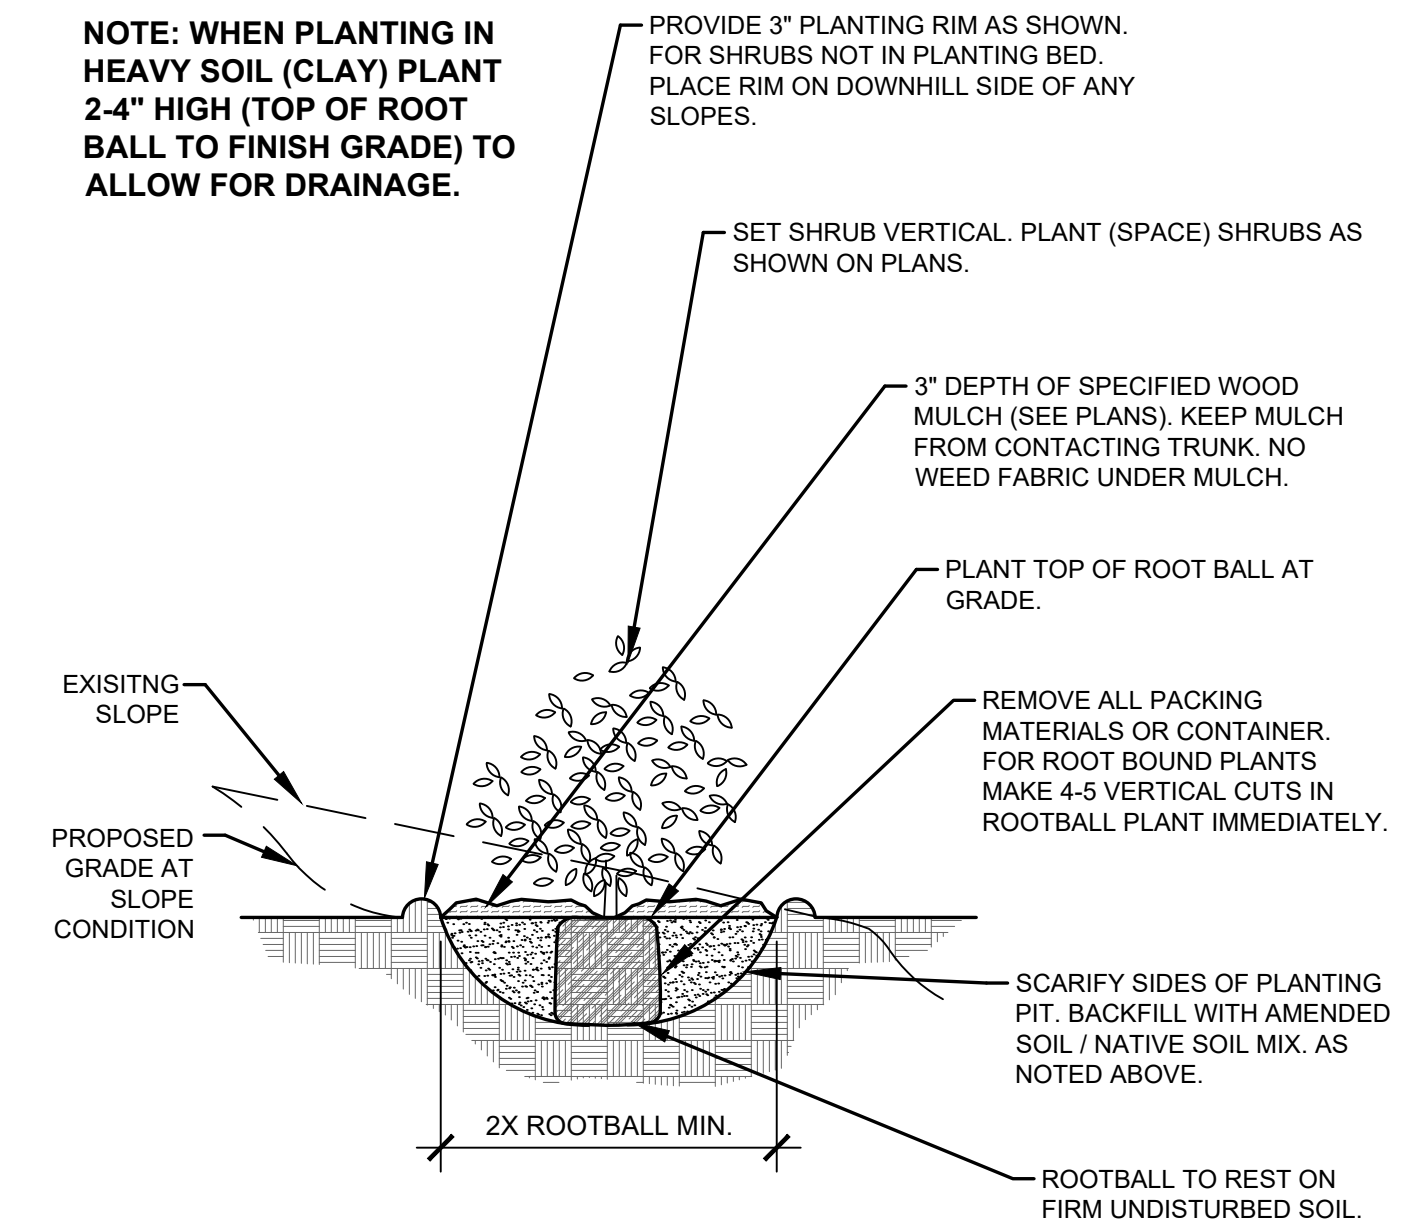 NOTE: WHEN PLANTING IN
HEAVY SOIL (CLAY) PLANT
2-4" HIGH (TOP OF ROOT
BALL TO FINISH GRADE) TO
ALLOW FOR DRAINAGE.
PROVIDE 3" PLANTING RIM AS SHOWN.
FOR SHRUBS NOT IN PLANTING BED.
PLACE RIM ON DOWNHILL SIDE OF ANY
SLOPES.
SET SHRUB VERTICAL. PLANT (SPACE) SHRUBS AS
SHOWN ON PLANS.
3" DEPTH OF SPECIFIED WOOD
MULCH (SEE PLANS). KEEP MULCH
FROM CONTACTING TRUNK. NO
WEED FABRIC UNDER MULCH.
PLANT TOP OF ROOT BALL AT
GRADE.
EXISITNG
SLOPE
REMOVE ALL PACKING
MATERIALS OR CONTAINER.
FOR ROOT BOUND PLANTS
MAKE 4-5 VERTICAL CUTS IN
ROOTBALL PLANT IMMEDIATELY.
PROPOSED
GRADE AT
SLOPE
CONDITION
SCARIFY SIDES OF PLANTING
PIT. BACKFILL WITH AMENDED
SOIL / NATIVE SOIL MIX. AS
NOTED ABOVE.
2X ROOTBALL MIN.
ROOTBALL TO REST ON
FIRM UNDISTURBED SOIL.